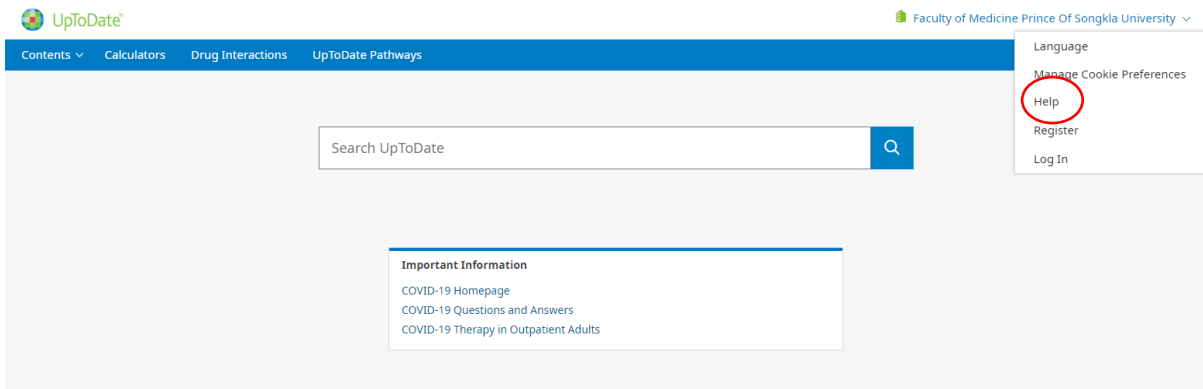 UpToDate®
Faculty of Medicine Prince Of Songkla University
Contents
Calculators
Drug Interactions
UpToDate Pathways
Language
Manage Cookie Preferences
Help
Register
Log In
Search UpToDate
Important Information
COVID-19 Homepage
COVID-19 Questions and Answers
COVID-19 Therapy in Outpatient Adults